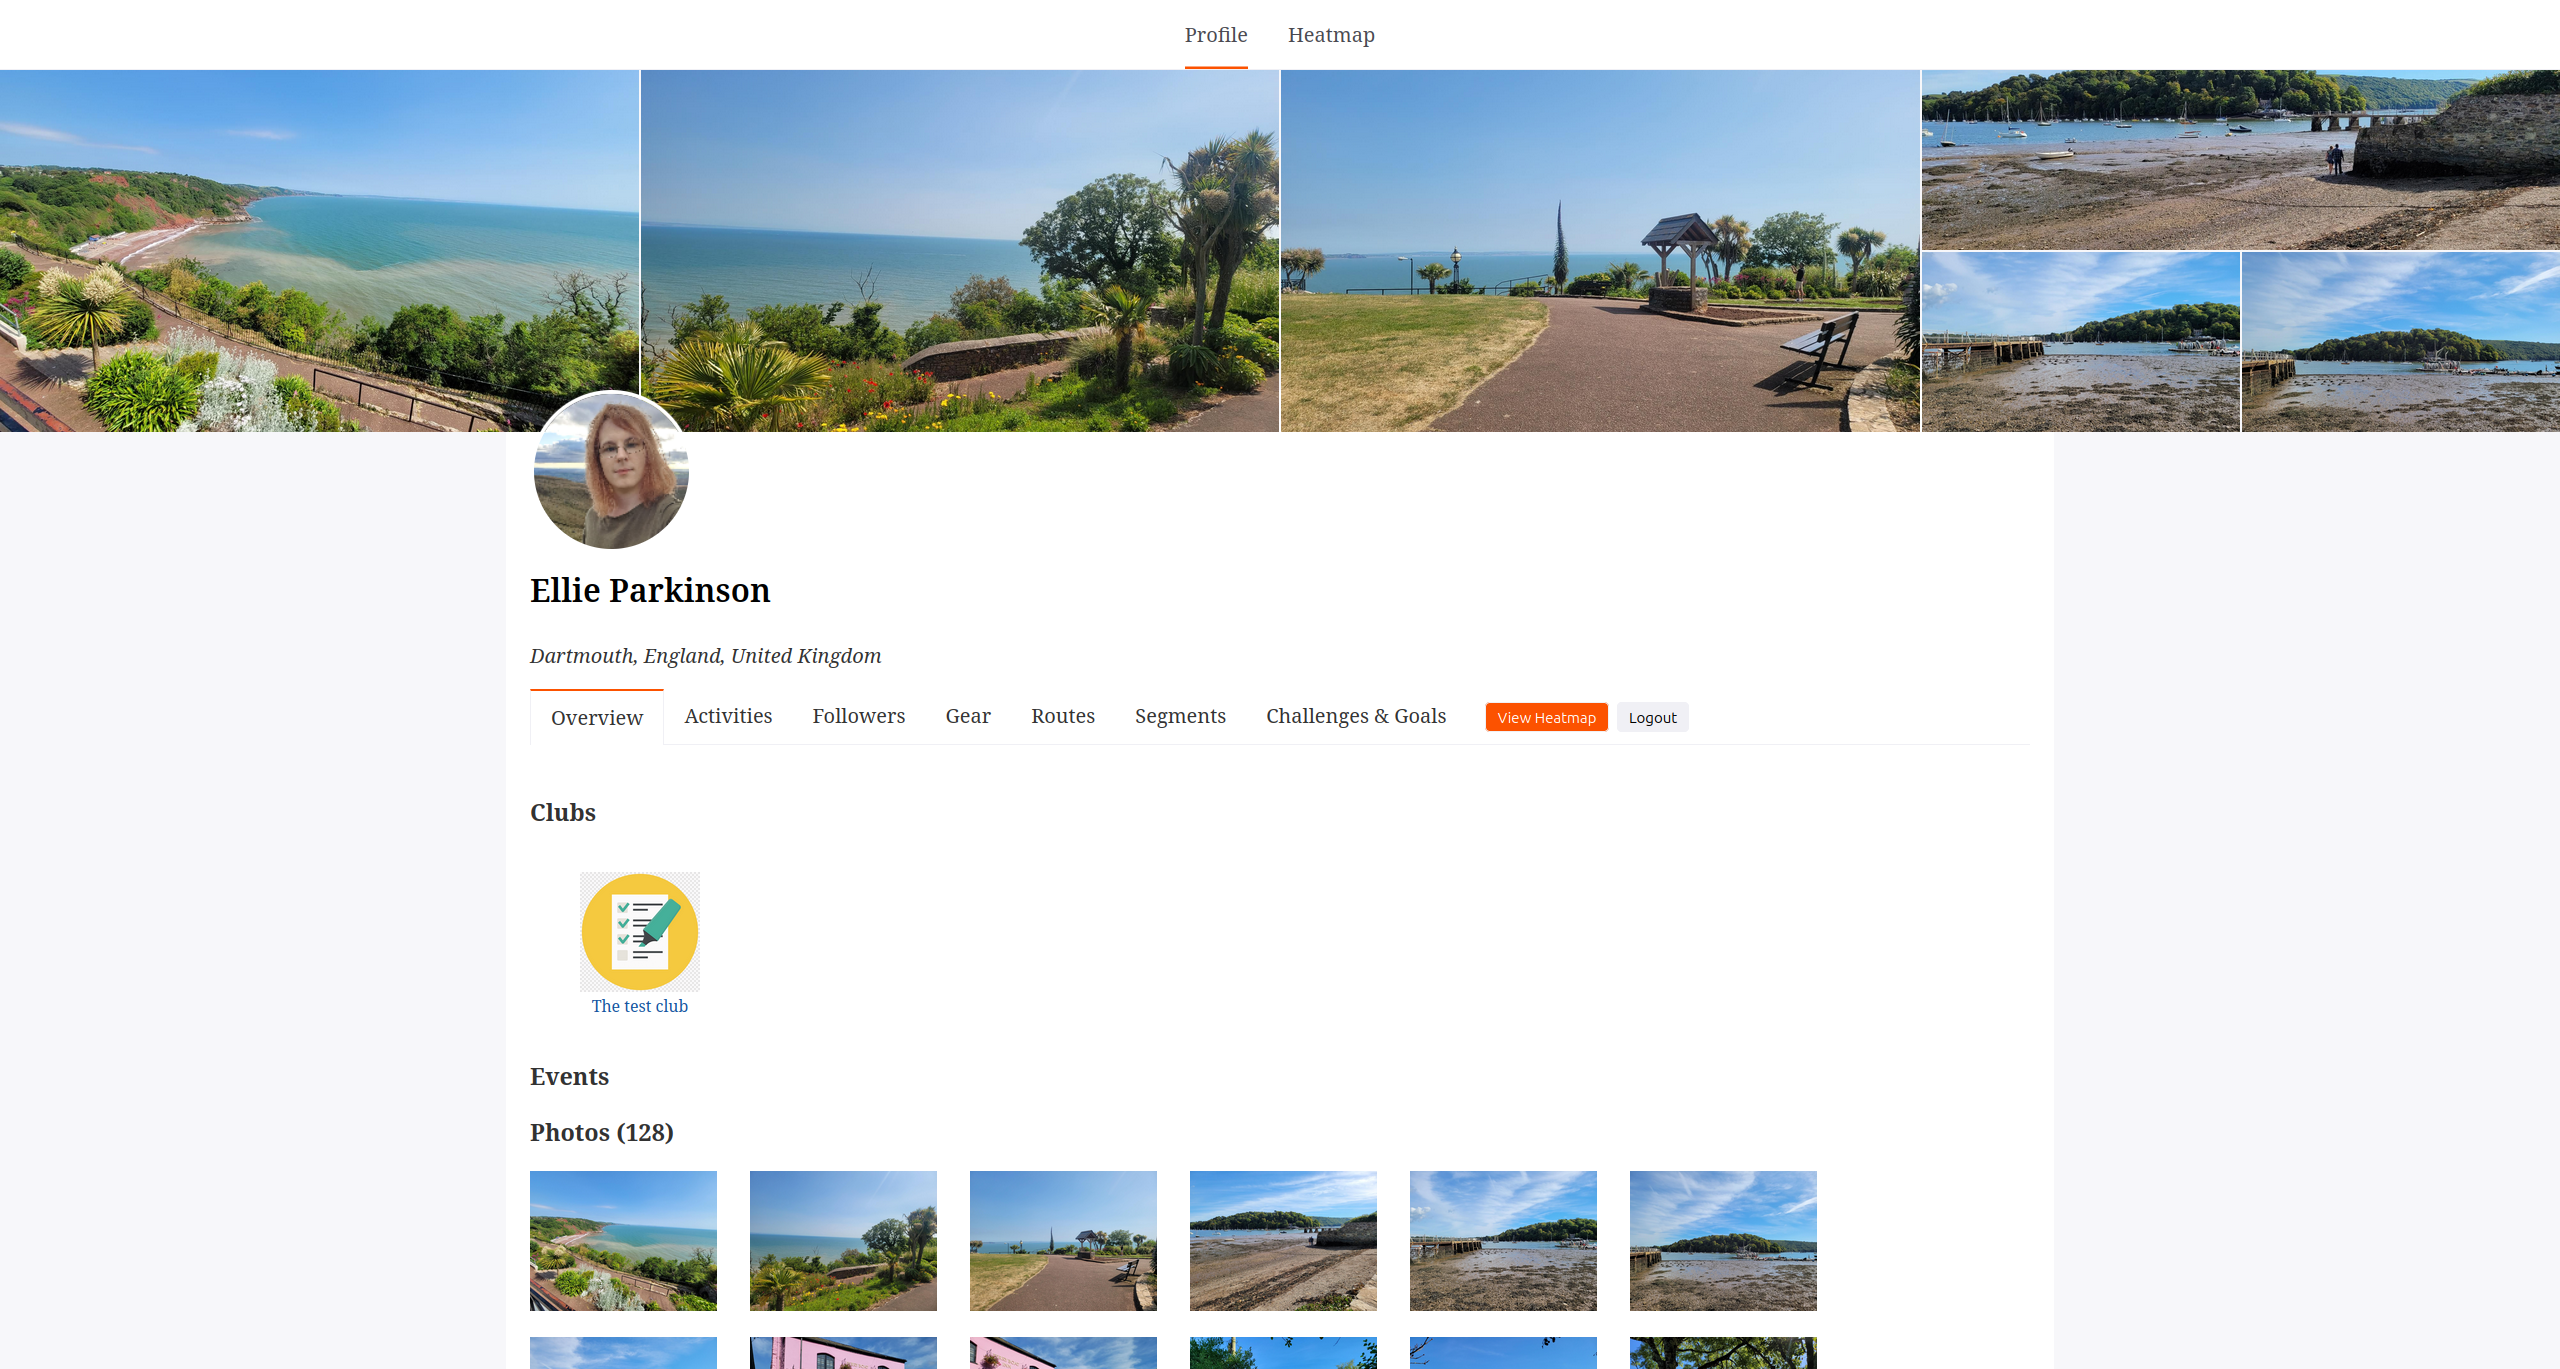 Profile Heatmap
Ellie Parkinson
Dartmouth, England, United Kingdom
Overview Activities Followers Gear Routes Segments Challenges & Goals View Heatmap Logout
Clubs
The test club
Events
Photos (128)